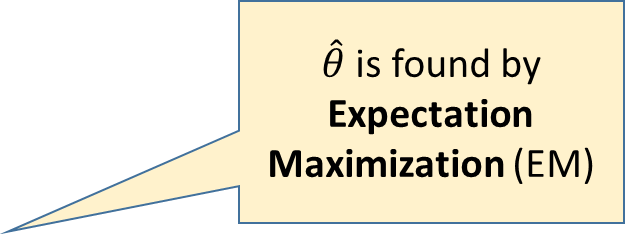 θ̂ is found by
Expectation
Maximization (EM)